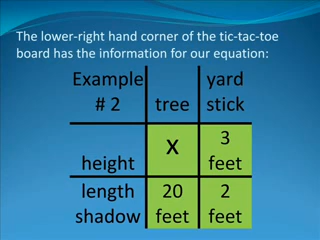 The lower-right hand corner of the tic-tac-toe
board has the information for our equation:
Example # 2 tree yard stick
height x 3 feet
length shadow 20 feet 2 feet